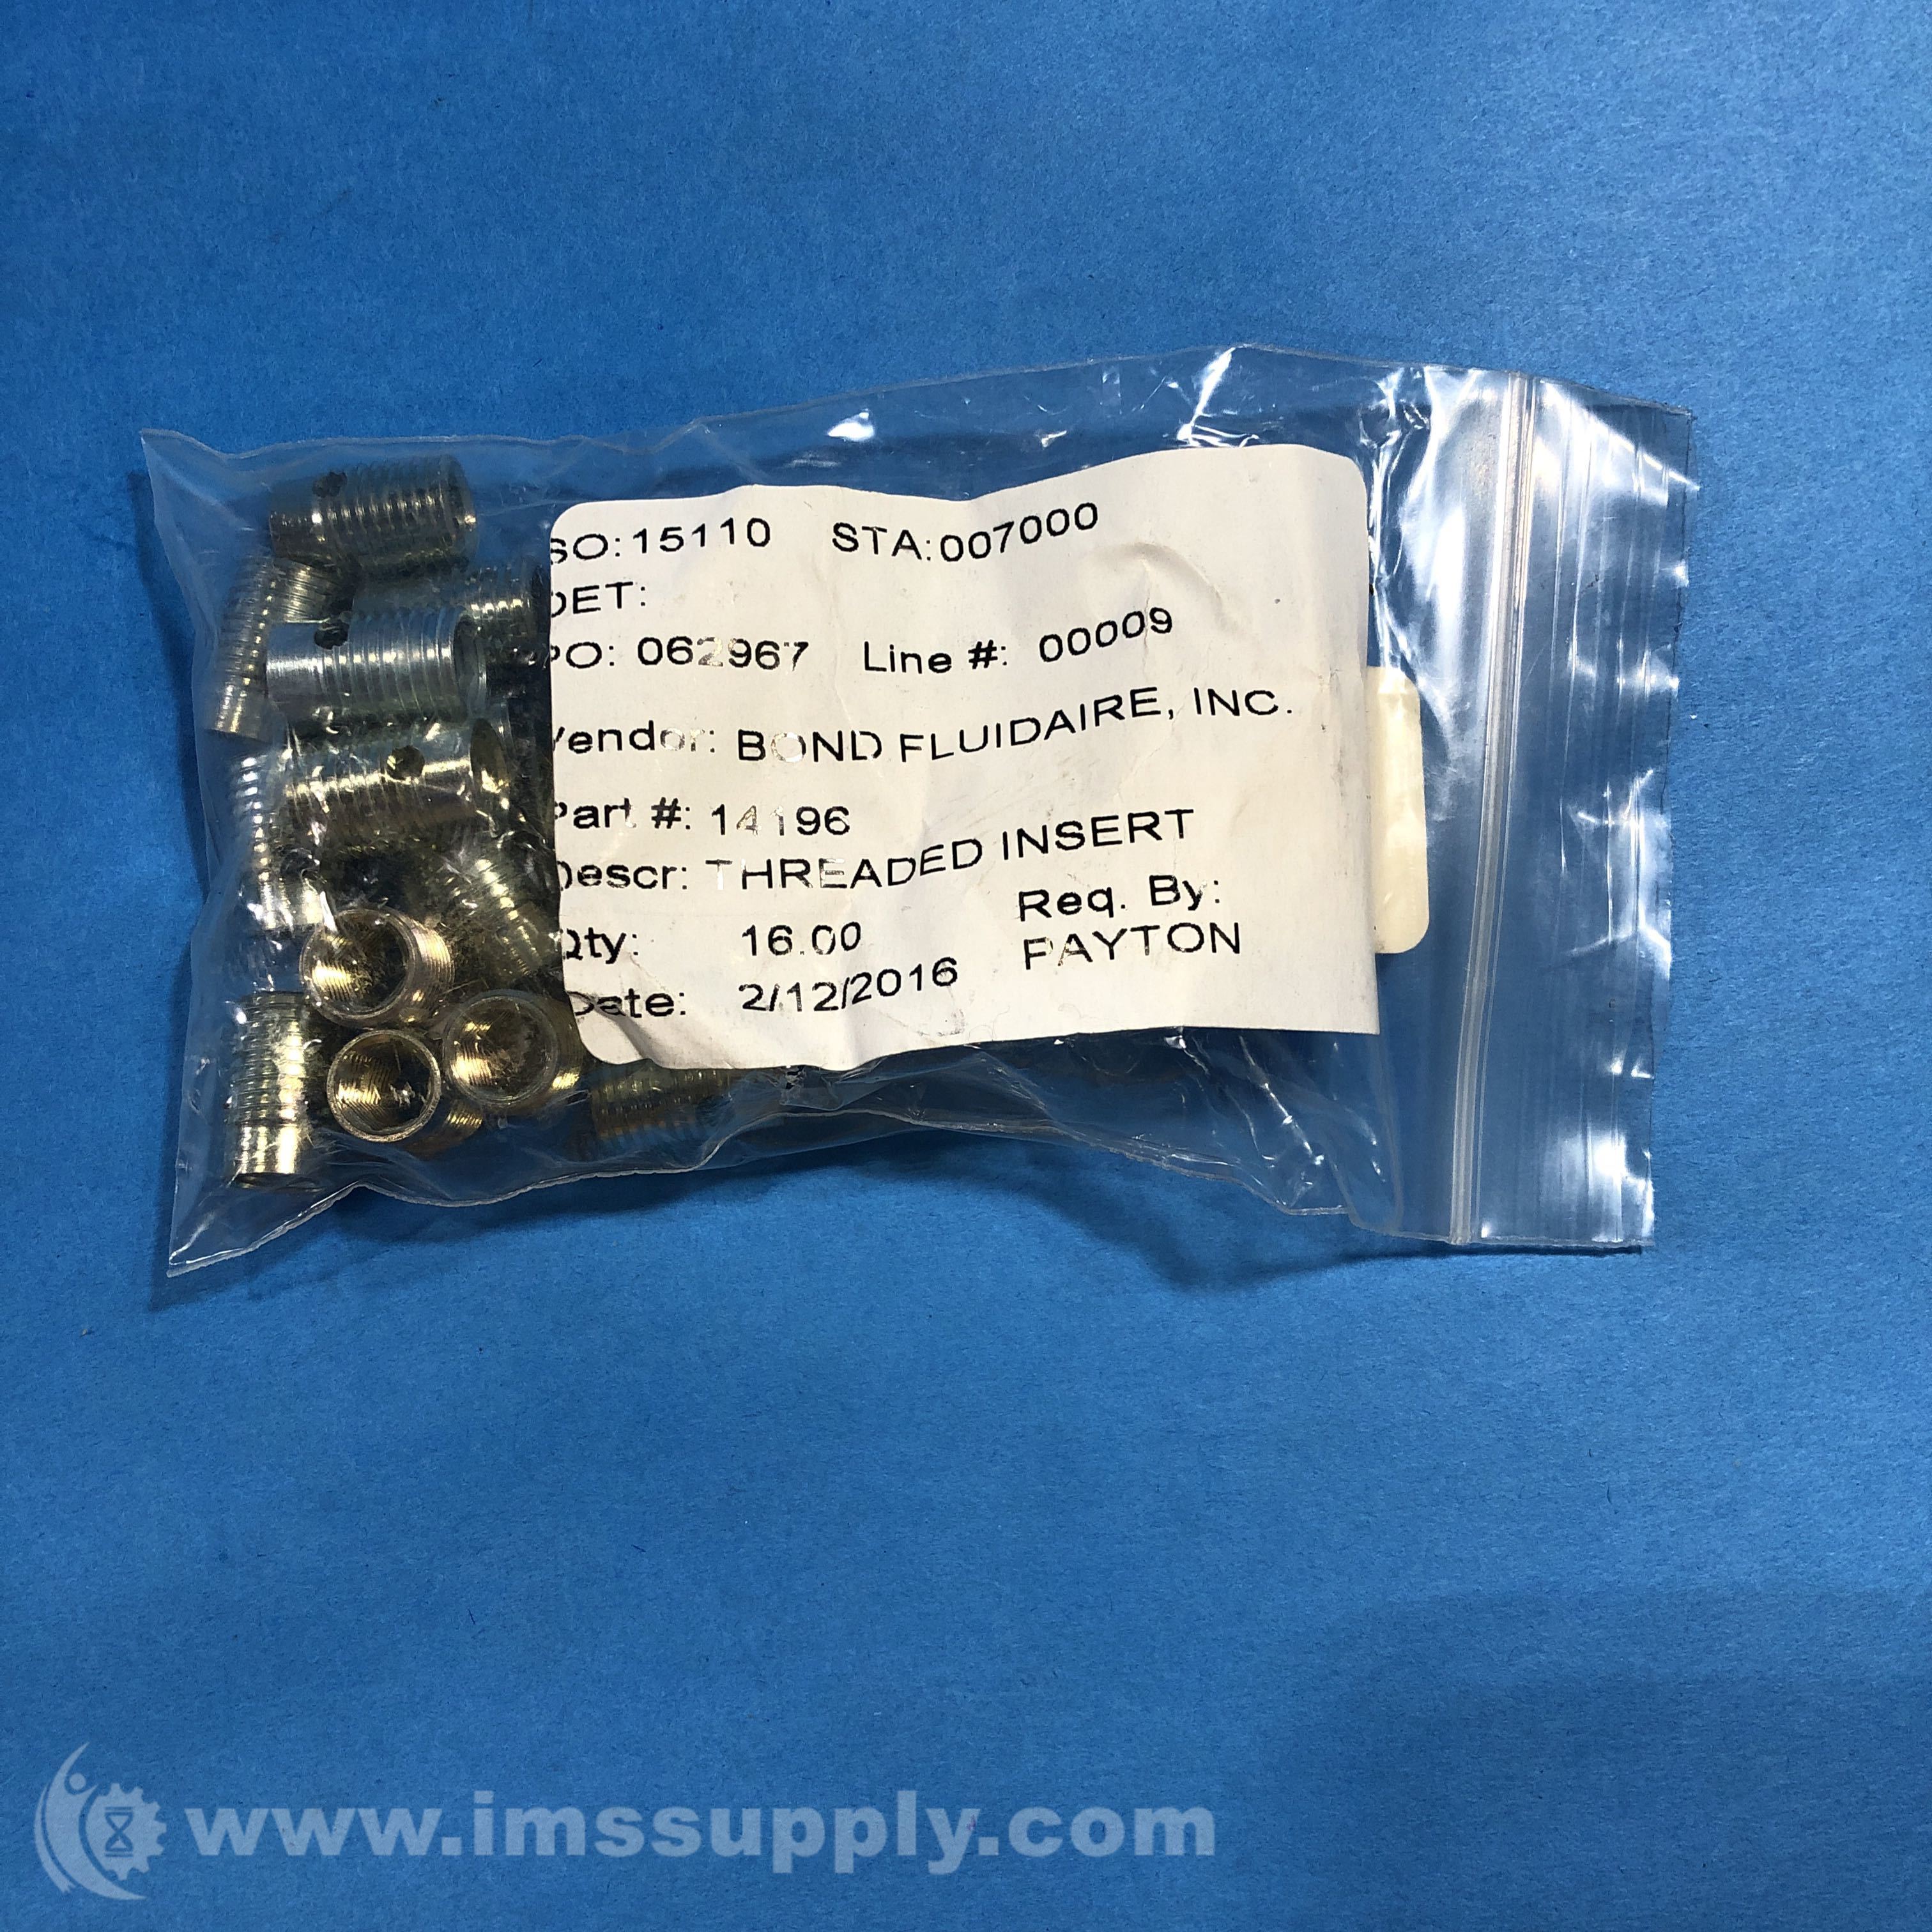 SO:15110 STA:007000
DET:
PO: 062967 Line #: 00009
Vendor: BOND FLUIDAIRE, INC.
Part #: 14196
Descr: THREADED INSERT
Qty: 16.00 Req. By:
Date: 2/12/2016 PAYTON
www.imssupply.com